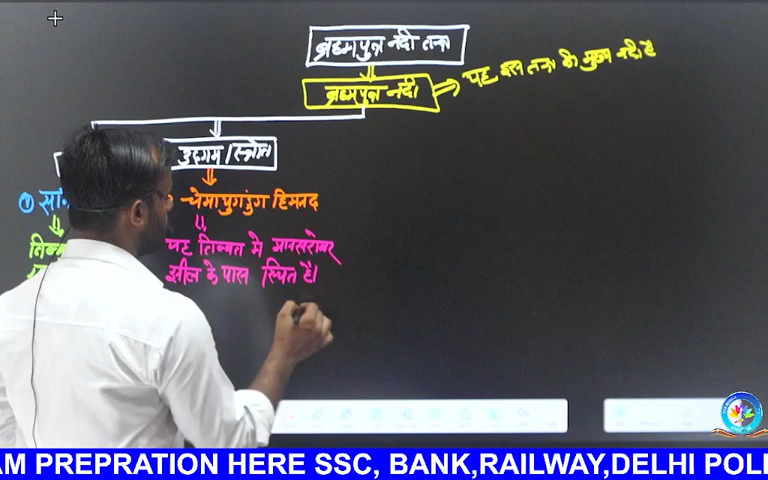 ब्रह्मपुत्र नदी तन्त्र
ब्रह्मपुत्र नदी
यह इस तन्त्र की मुख्य नदी है
उद्गम/स्त्रोत
①
चेमायुंगडुंग हिमनद
यह तिब्बत में मानसरोवर
झील के पास स्थित है।
AM PREPRATION HERE SSC, BANK,RAILWAY,DELHI POLI